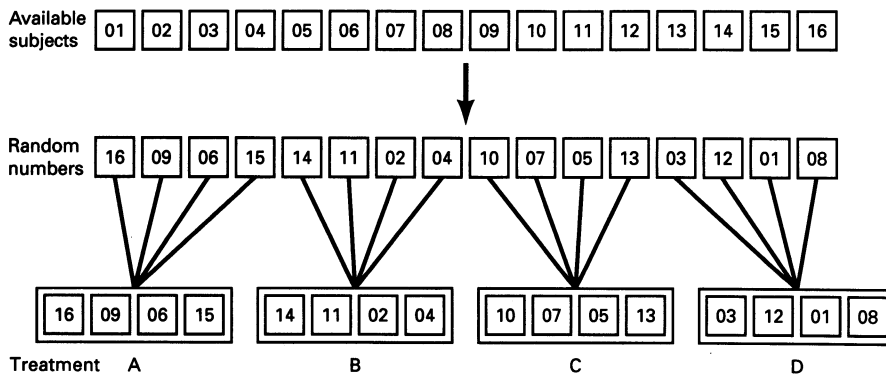 Available subjects 01 02 03 04 05 06 07 08 09 10 11 12 13 14 15 16
Random numbers 16 09 06 15 14 11 02 04 10 07 05 13 03 12 01 08
16 09 06 15 14 11 02 04 10 07 05 13 03 12 01 08
Treatment A B C D